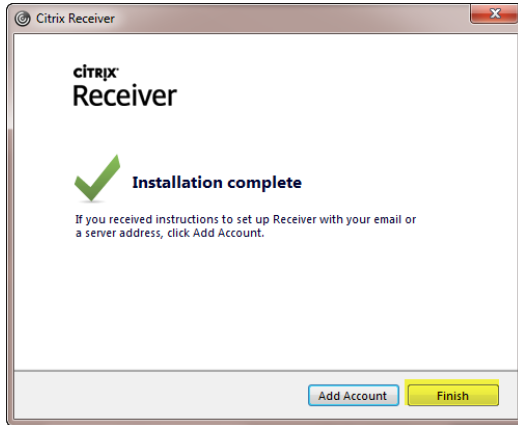 Citrix Receiver
CITRIX
Receiver
Installation complete
If you received instructions to set up Receiver with your email or
a server address, click Add Account.
Add Account Finish